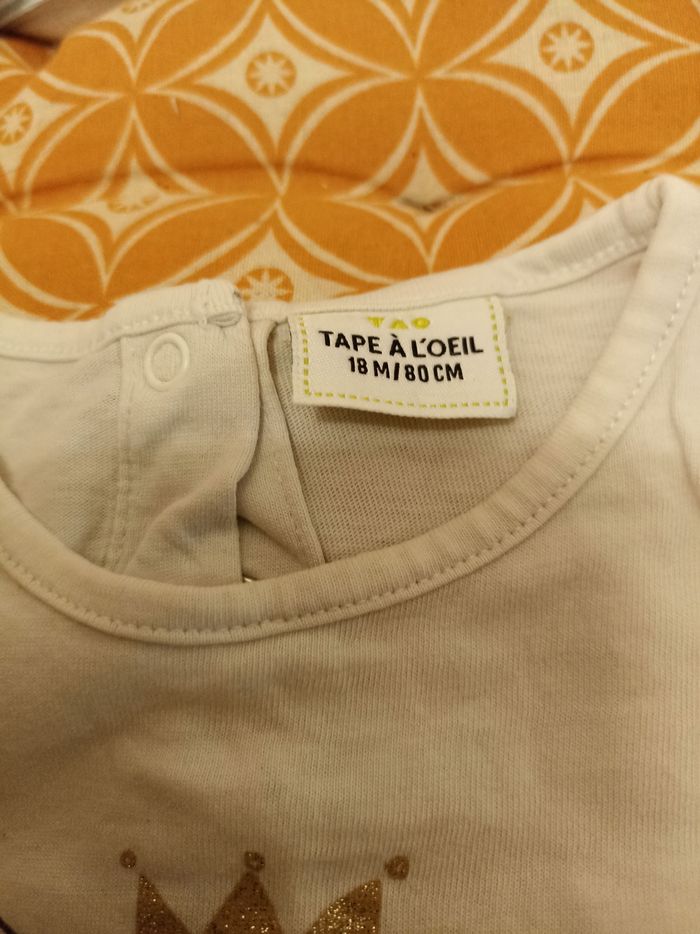 TAO
TAPE À L'OEIL
18 M/80 CM